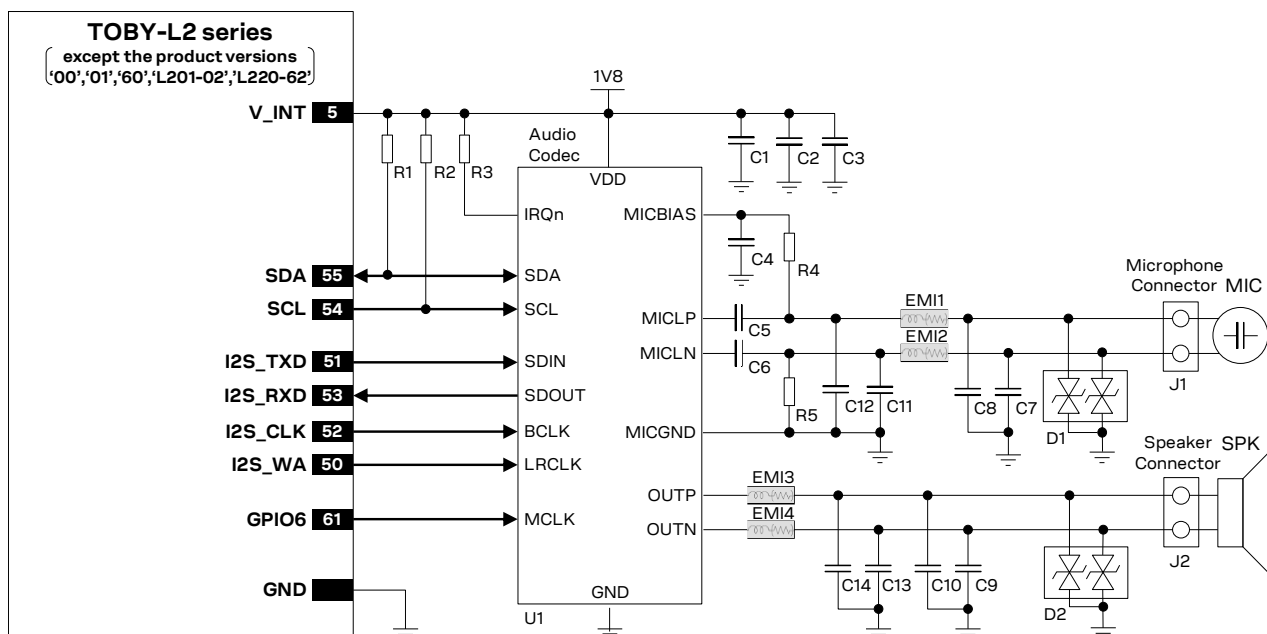 TOBY-L2 series
except the product versions
‘00’,‘01’,‘60’,‘L201-02’,’L220-62’
1V8
V_INT 5
Audio
Codec
R1
R2
R3
VDD
C1
C2
C3
IRQn
MICBIAS
C4
R4
SDA 55
SDA
Microphone
Connector
MIC
SCL 54
SCL
MICLP
C5
EMI1
MICLN
C6
EMI2
I2S_TXD 51
SDIN
J1
I2S_RXD 53
SDOUT
R5
C12
C11
C8
C7
D1
I2S_CLK 52
BCLK
MICGND
Speaker
Connector
SPK
I2S_WA 50
LRCLK
OUTP
EMI3
GPIO6 61
MCLK
OUTN
EMI4
J2
C14
C13
C10
C9
D2
GND
GND
U1